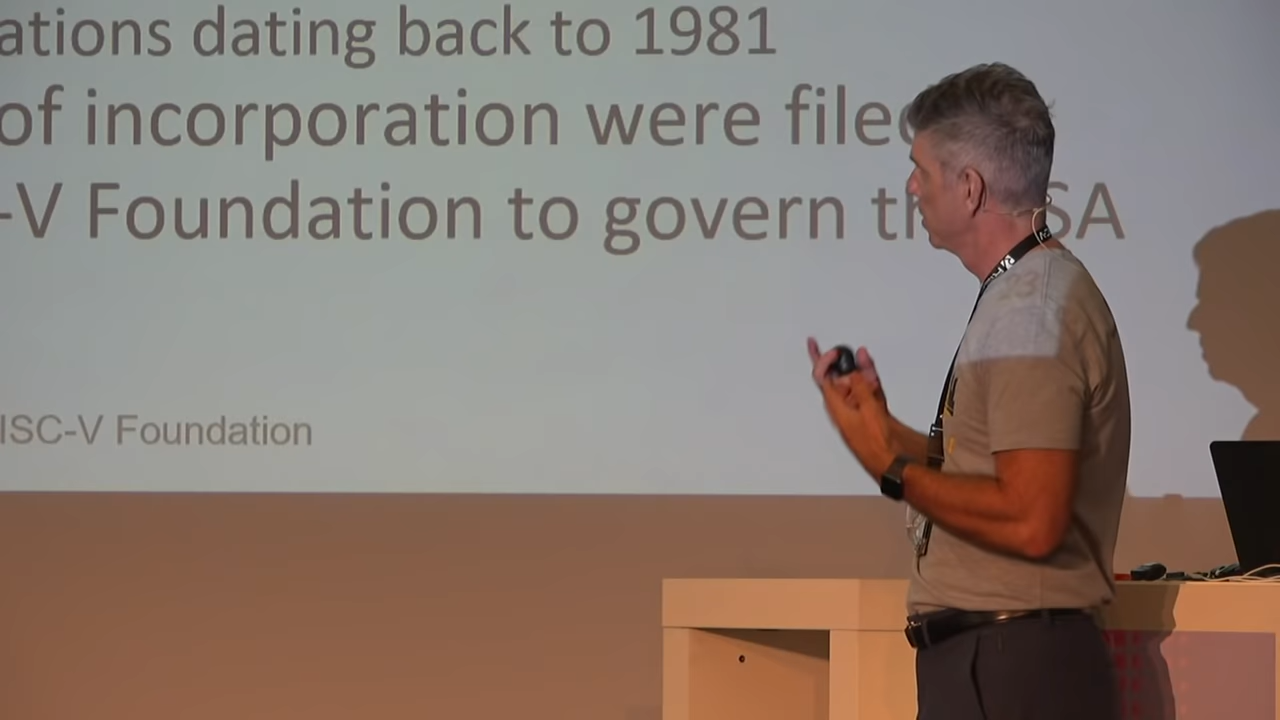 ations dating back to 1981
of incorporation were filed
-V Foundation to govern the ISA
ISC-V Foundation